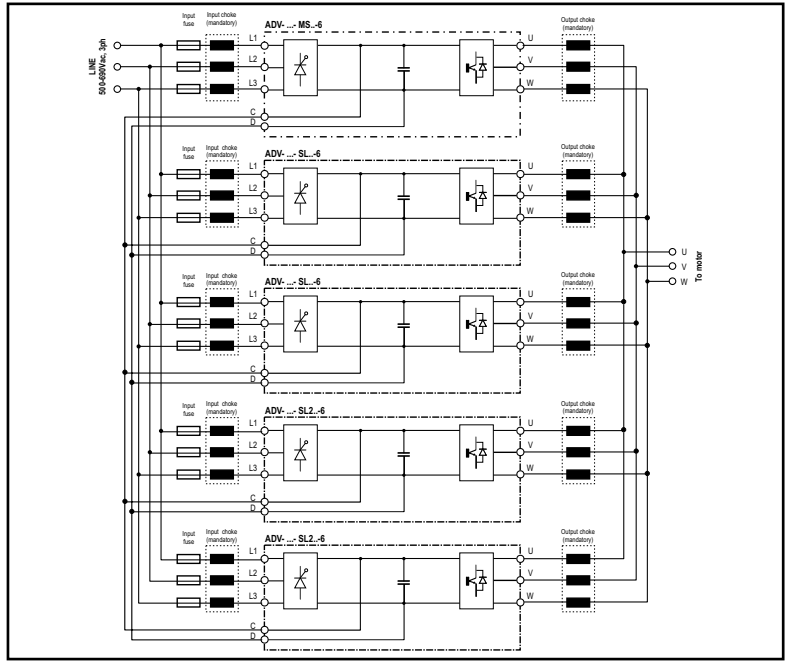 LINE
500-690Vac, 3ph
Input
fuse
Input choke
(mandatory)
ADV- ...- MS..-6
Output choke
(mandatory)
L1
L2
L3
C
D
U
V
W
Input
fuse
Input choke
(mandatory)
ADV- ...- SL..-6
Output choke
(mandatory)
L1
L2
L3
C
D
U
V
W
U
V
W
To motor
Input
fuse
Input choke
(mandatory)
ADV- ...- SL..-6
Output choke
(mandatory)
L1
L2
L3
C
D
U
V
W
Input
fuse
Input choke
(mandatory)
ADV- ...- SL2..-6
Output choke
(mandatory)
L1
L2
L3
C
D
U
V
W
Input
fuse
Input choke
(mandatory)
ADV- ...- SL2..-6
Output choke
(mandatory)
L1
L2
L3
C
D
U
V
W